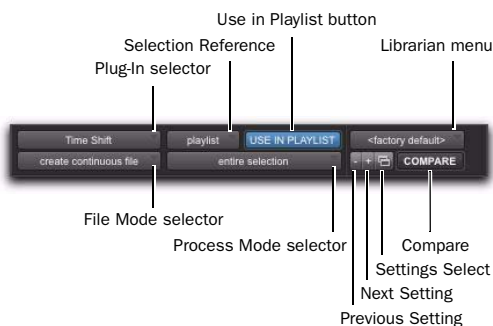 Use in Playlist button
Selection Reference
Librarian menu
Plug-In selector
Time Shift
playlist
USE IN PLAYLIST
<factory default>
create continuous file
entire selection
- + COMPARE
File Mode selector
Process Mode selector
Compare
Settings Select
Next Setting
Previous Setting